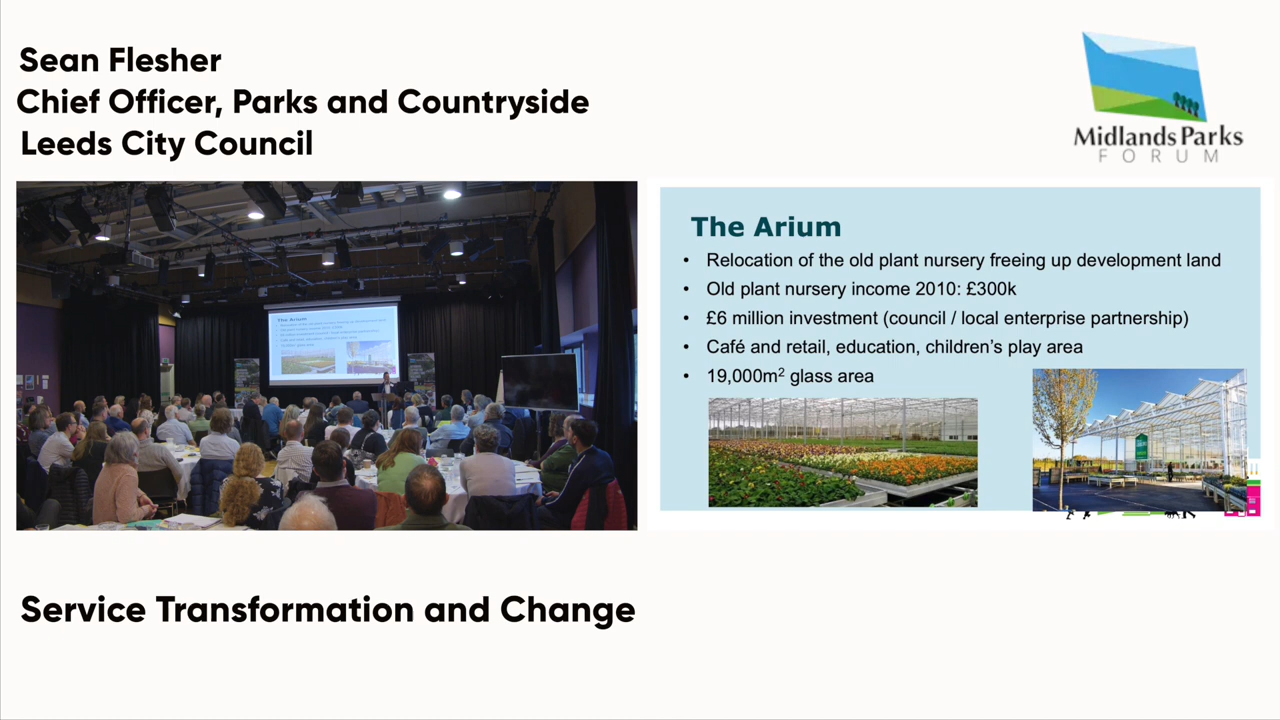 Sean Flesher
Chief Officer, Parks and Countryside
Leeds City Council
Midlands Parks
FORUM
The Arium
The Arium
• Relocation of the old plant nursery freeing up development land
• Old plant nursery income 2010: £300k
• £6 million investment (council / local enterprise partnership)
• Café and retail, education, children’s play area
• 19,000m² glass area
Service Transformation and Change